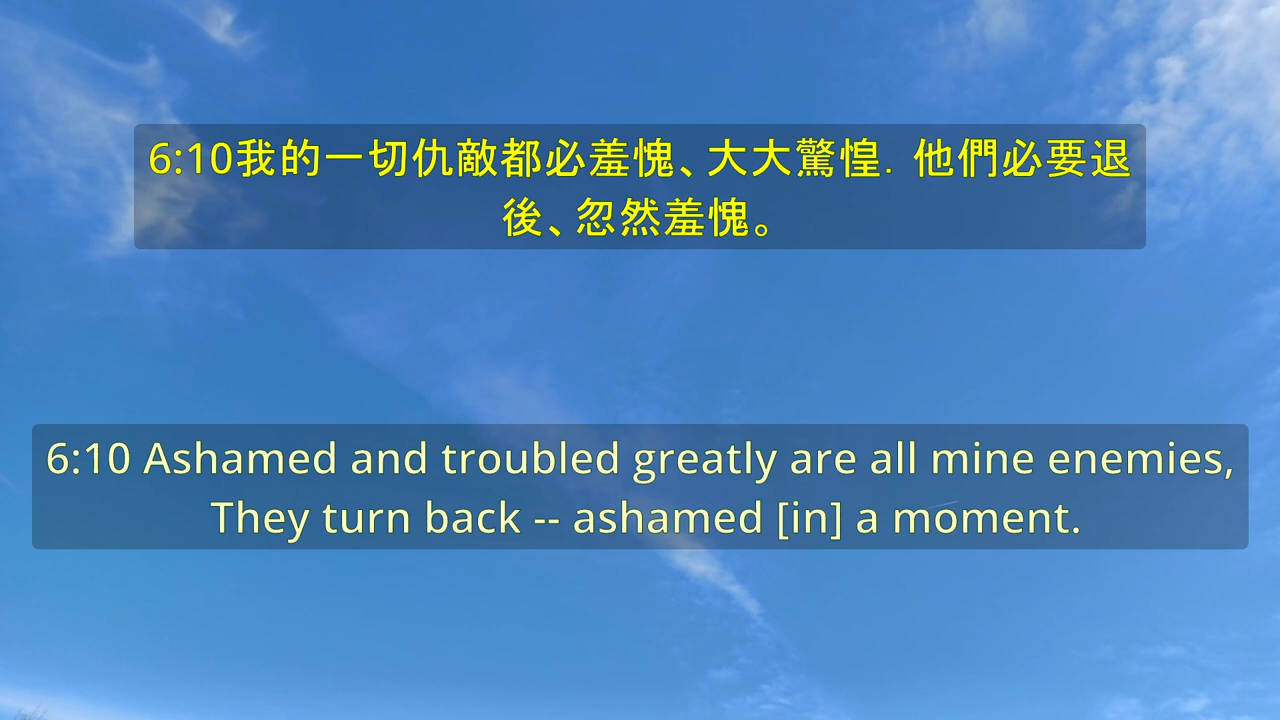 6:10我的一切仇敵都必羞愧、大大驚惶．他們必要退
後、忽然羞愧。
6:10 Ashamed and troubled greatly are all mine enemies,
They turn back -- ashamed [in] a moment.